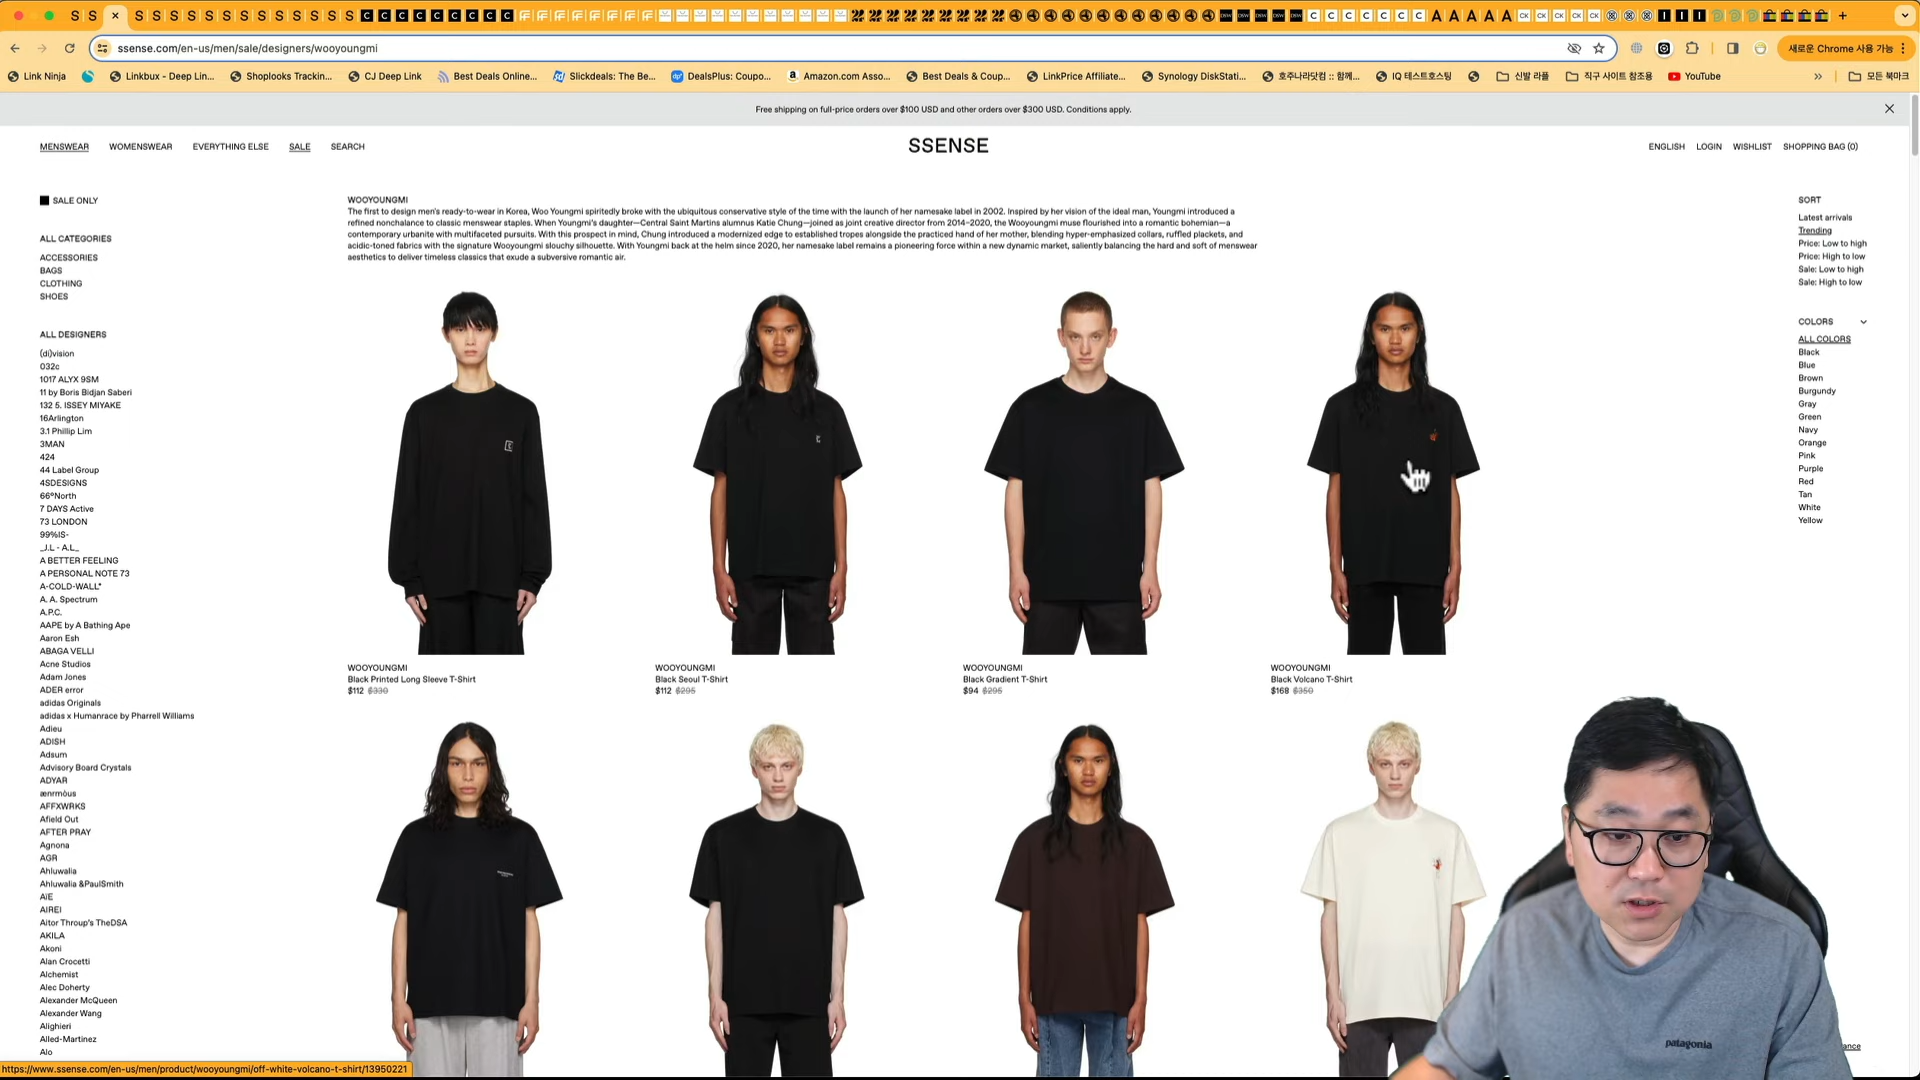 ssense.com/en-us/men/sale/designers/wooyoungmi
새로운 Chrome 사용 가능
Link Ninja
Linkbux - Deep Lin...
Shoplooks Trackin...
CJ Deep Link
Best Deals Online...
Slickdeals: The Be...
DealsPlus: Coupo...
Amazon.com Asso...
Best Deals & Coup...
LinkPrice Affiliate...
Synology DiskStati...
호주나라닷컴 :: 함께...
IQ 테스트호스팅
신발 라플
직구 사이트 참조용
YouTube
모든 북마크
Free shipping on full-price orders over $100 USD and other orders over $300 USD. Conditions apply.
MENSWEAR
WOMENSWEAR
EVERYTHING ELSE
SALE
SEARCH
SSENSE
ENGLISH
LOGIN
WISHLIST
SHOPPING BAG (0)
SALE ONLY
ALL CATEGORIES
ACCESSORIES
BAGS
CLOTHING
SHOES
ALL DESIGNERS
(di)vision
032c
1017 ALYX 9SM
11 by Boris Bidjan Saberi
132 5. ISSEY MIYAKE
16Arlington
3.1 Phillip Lim
3MAN
424
44 Label Group
4SDESIGNS
66°North
7 DAYS Active
73 LONDON
99%IS-
_J.L - A.L_
A BETTER FEELING
A PERSONAL NOTE 73
A-COLD-WALL*
A. A. Spectrum
A.P.C.
AAPE by A Bathing Ape
Aaron Esh
ABAGA VELLI
Acne Studios
Adam Jones
ADER error
adidas Originals
adidas x Humanrace by Pharrell Williams
Adieu
ADISH
Adsum
Advisory Board Crystals
ADYAR
ænrmòus
AFFXWRKS
Afield Out
AFTER PRAY
Agnona
AGR
Ahluwalia
Ahluwalia &PaulSmith
AiE
AIREI
Aitor Throup's TheDSA
AKILA
Akoni
Alan Crocetti
Alchemist
Alec Doherty
Alexander McQueen
Alexander Wang
Alighieri
Alled-Martinez
Alo
WOOYOUNGMI
The first to design men's ready-to-wear in Korea, Woo Youngmi spiritedly broke with the ubiquitous conservative style of the time with the launch of her namesake label in 2002. Inspired by her vision of the ideal man, Youngmi introduced a
refined nonchalance to classic menswear staples. When Youngmi's daughter—Central Saint Martins alumnus Katie Chung—joined as joint creative director from 2014–2020, the Wooyoungmi muse flourished into a romantic bohemian—a
contemporary urbanite with multifaceted pursuits. With this prospect in mind, Chung introduced a modernized edge to established tropes alongside the practiced hand of her mother, blending hyper-emphasized collars, ruffled plackets, and
acidic-toned fabrics with the signature Wooyoungmi slouchy silhouette. With Youngmi back at the helm since 2020, her namesake label remains a pioneering force within a new dynamic market, saliently balancing the hard and soft of menswear
aesthetics to deliver timeless classics that exude a subversive romantic air.
WOOYOUNGMI
Black Printed Long Sleeve T-Shirt
$112 $330
WOOYOUNGMI
Black Seoul T-Shirt
$112 $295
WOOYOUNGMI
Black Gradient T-Shirt
$94 $295
WOOYOUNGMI
Black Volcano T-Shirt
$168 $350
SORT
Latest arrivals
Trending
Price: Low to high
Price: High to low
Sale: Low to high
Sale: High to low
COLORS
ALL COLORS
Black
Blue
Brown
Burgundy
Gray
Green
Navy
Orange
Pink
Purple
Red
Tan
White
Yellow
patagonia
ance
https://www.ssense.com/en-us/men/product/wooyoungmi/off-white-volcano-t-shirt/13950221